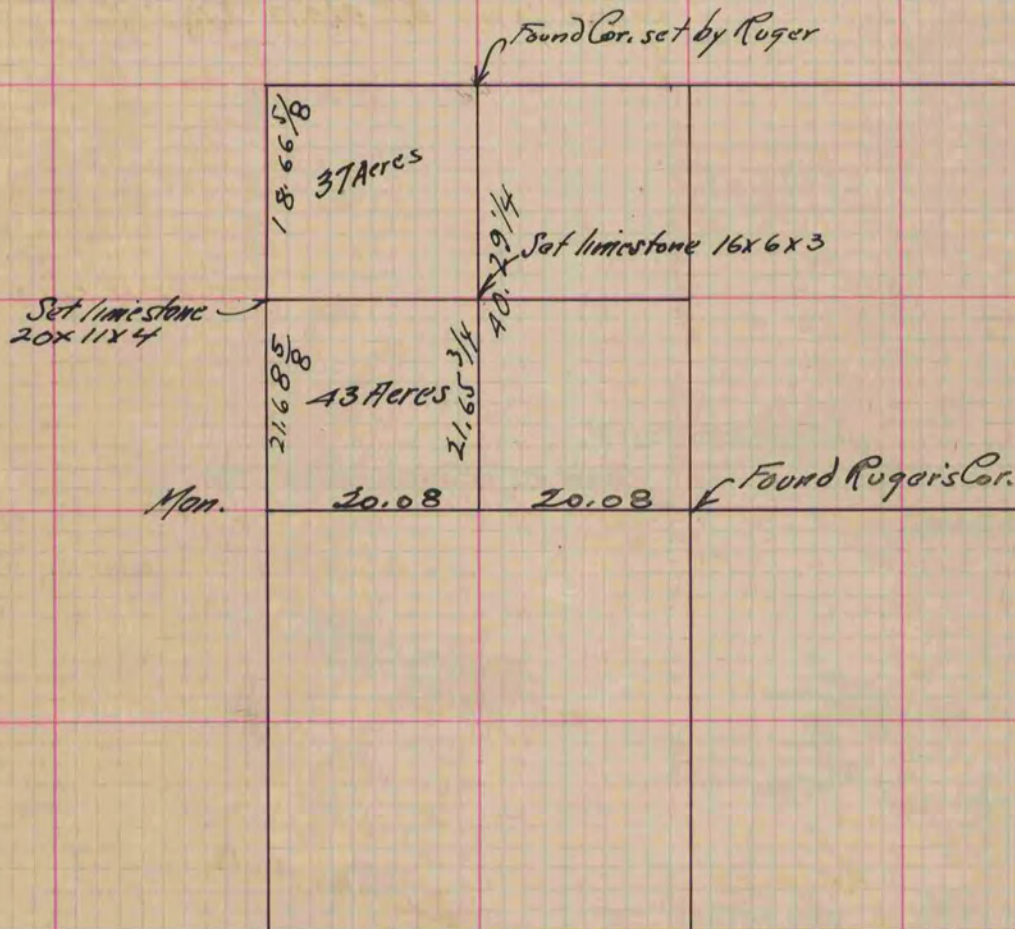 Found Cor. set by Ruger
18.66 5/8
37 Acres
40.29 1/4
Set limestone 16x6x3
Set limestone
20x11x4
21.68 5/8
43 Acres
21.65 3/4
Mon.
20.08
20.08
Found Ruger's Cor.